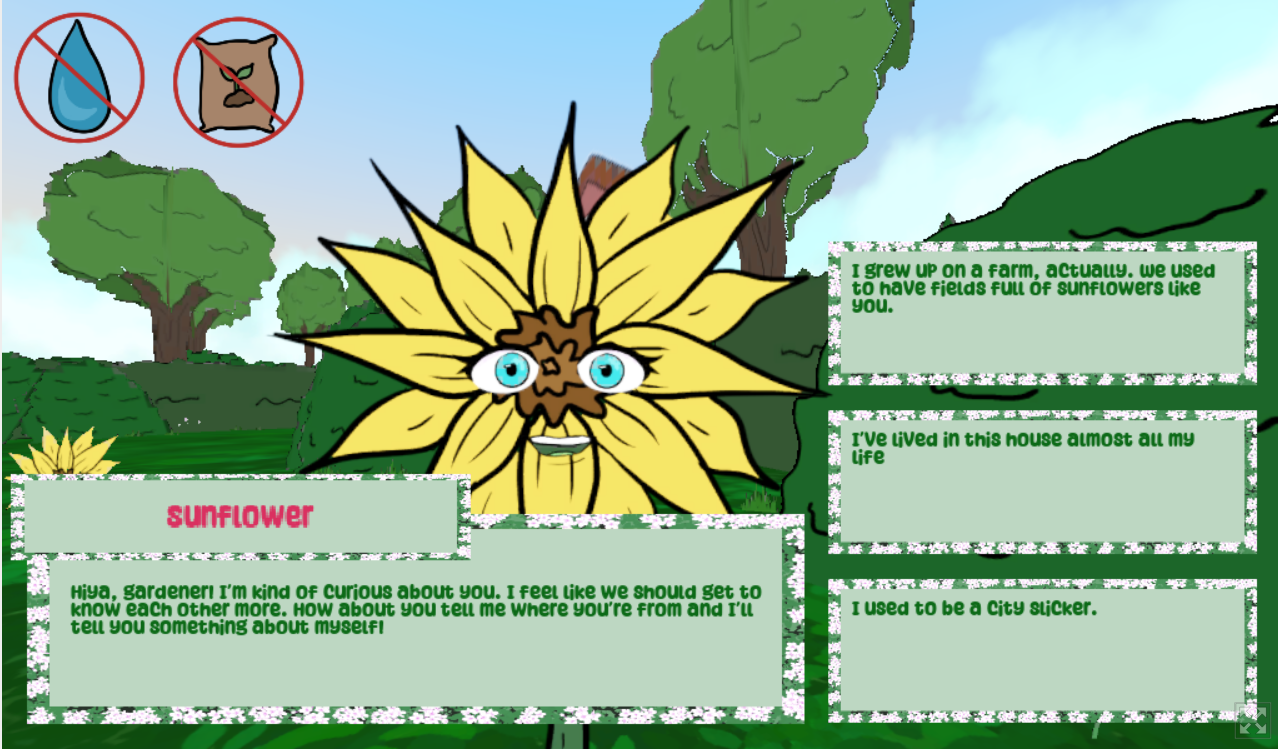 sunflower
Hiya, gardener! I'm kind of curious about you. I feel like we should get to
know each other more. How about you tell me where you're from and I'll
tell you something about myself!
I grew up on a farm, actually. We used
to have fields full of sunflowers like
you.
I've lived in this house almost all my
life
I used to be a city slicker.